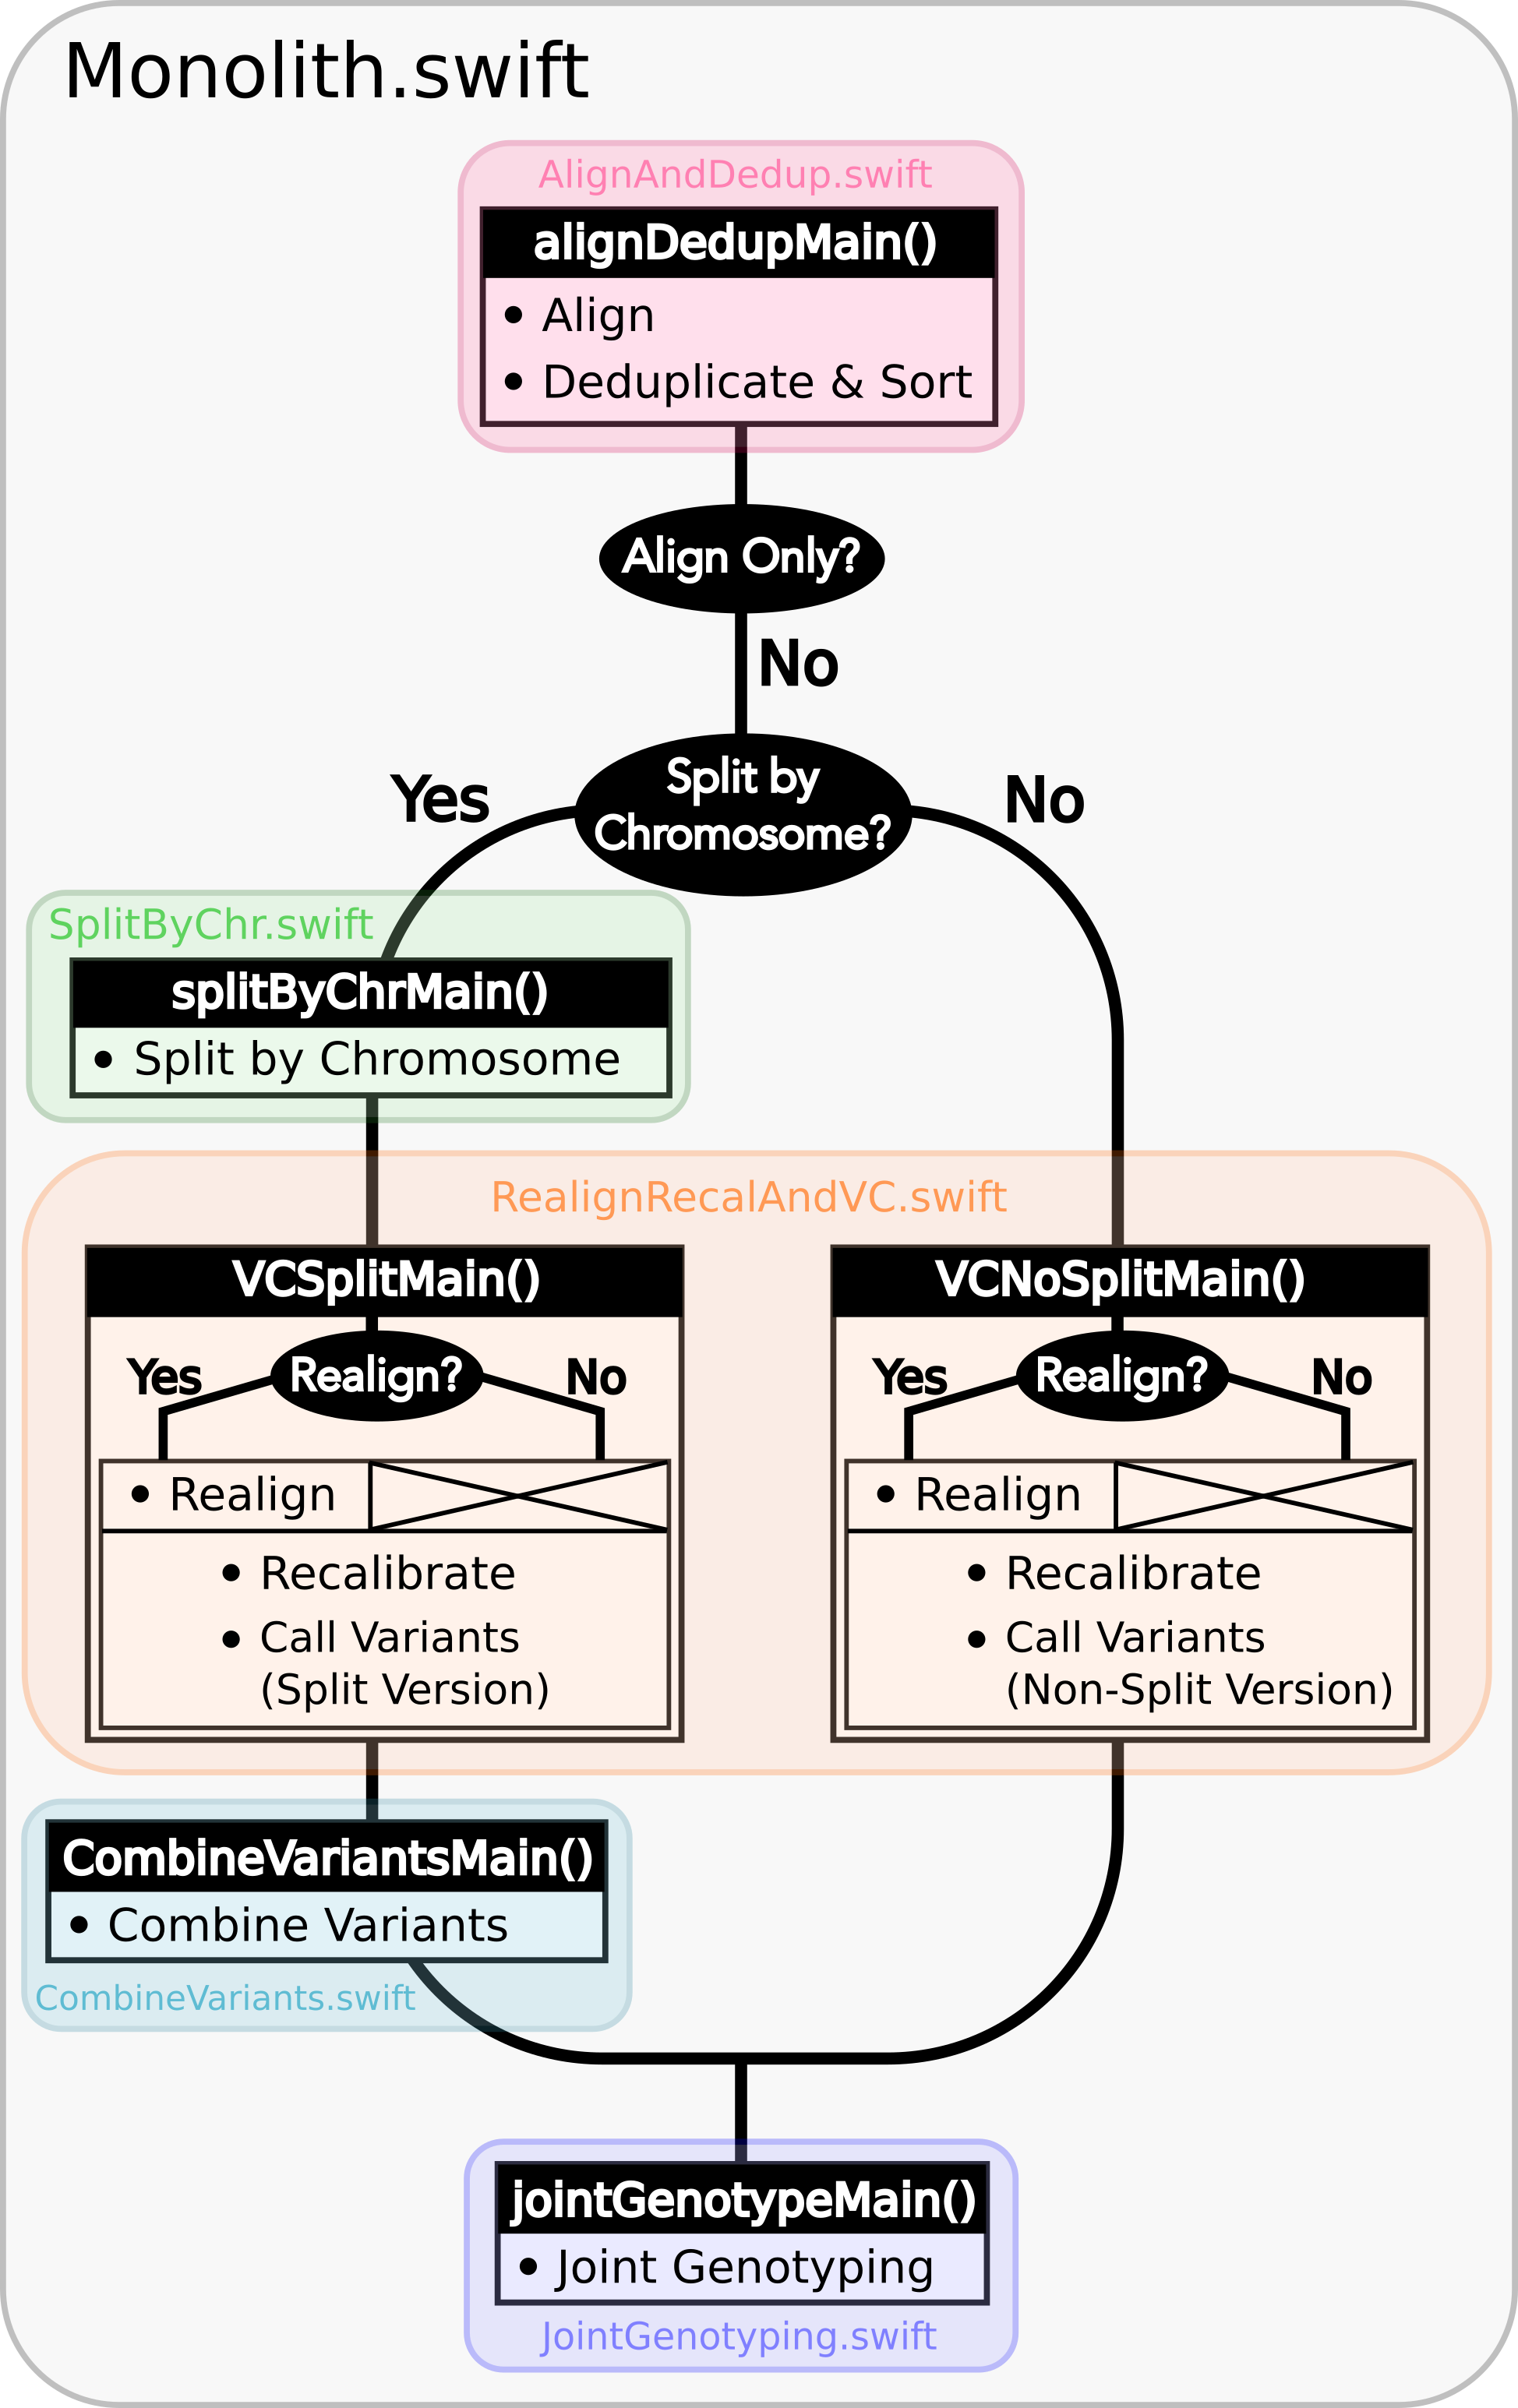 Monolith.swift
AlignAndDedup.swift
alignDedupMain()
• Align
• Deduplicate & Sort
Align Only?
No
Yes
Split by
Chromosome?
No
SplitByChr.swift
splitByChrMain()
• Split by Chromosome
RealignRecalAndVC.swift
VCSplitMain()
Yes
Realign?
No
• Realign
• Recalibrate
• Call Variants
(Split Version)
VCNoSplitMain()
Yes
Realign?
No
• Realign
• Recalibrate
• Call Variants
(Non-Split Version)
CombineVariantsMain()
• Combine Variants
CombineVariants.swift
jointGenotypeMain()
• Joint Genotyping
JointGenotyping.swift